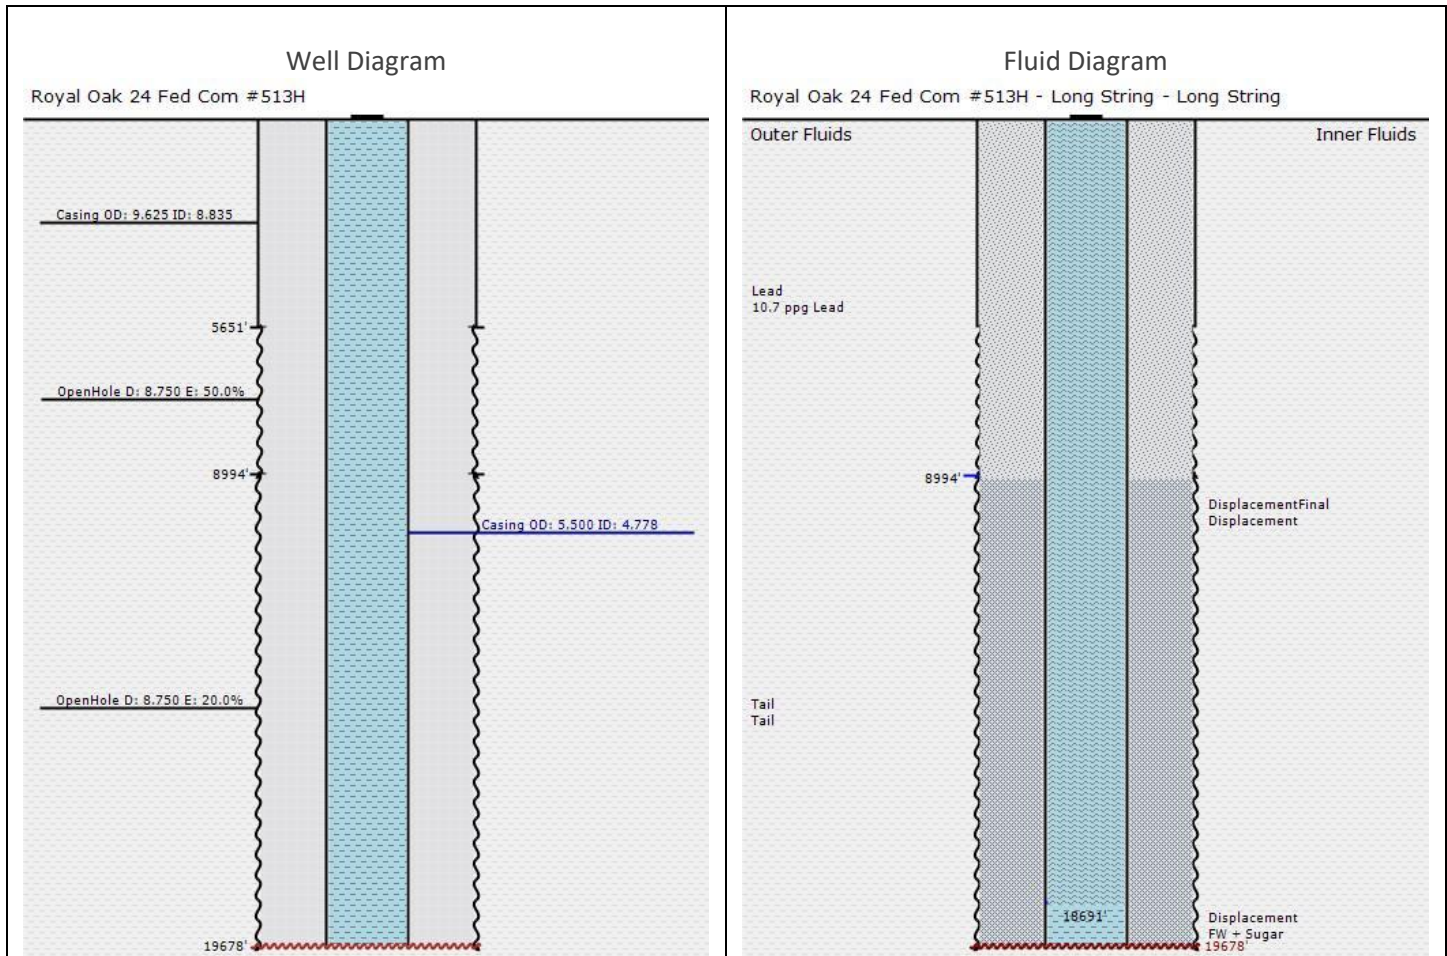 Well Diagram
Royal Oak 24 Fed Com #513H
Casing OD: 9.625 ID: 8.835
5651'
OpenHole D: 8.750 E: 50.0%
8994'
Casing OD: 5.500 ID: 4.778
OpenHole D: 8.750 E: 20.0%
19678'
Fluid Diagram
Royal Oak 24 Fed Com #513H - Long String - Long String
Outer Fluids
Inner Fluids
Lead
10.7 ppg Lead
8994'
DisplacementFinal
Displacement
Tail
Tail
18691'
Displacement
FW + Sugar
19678'